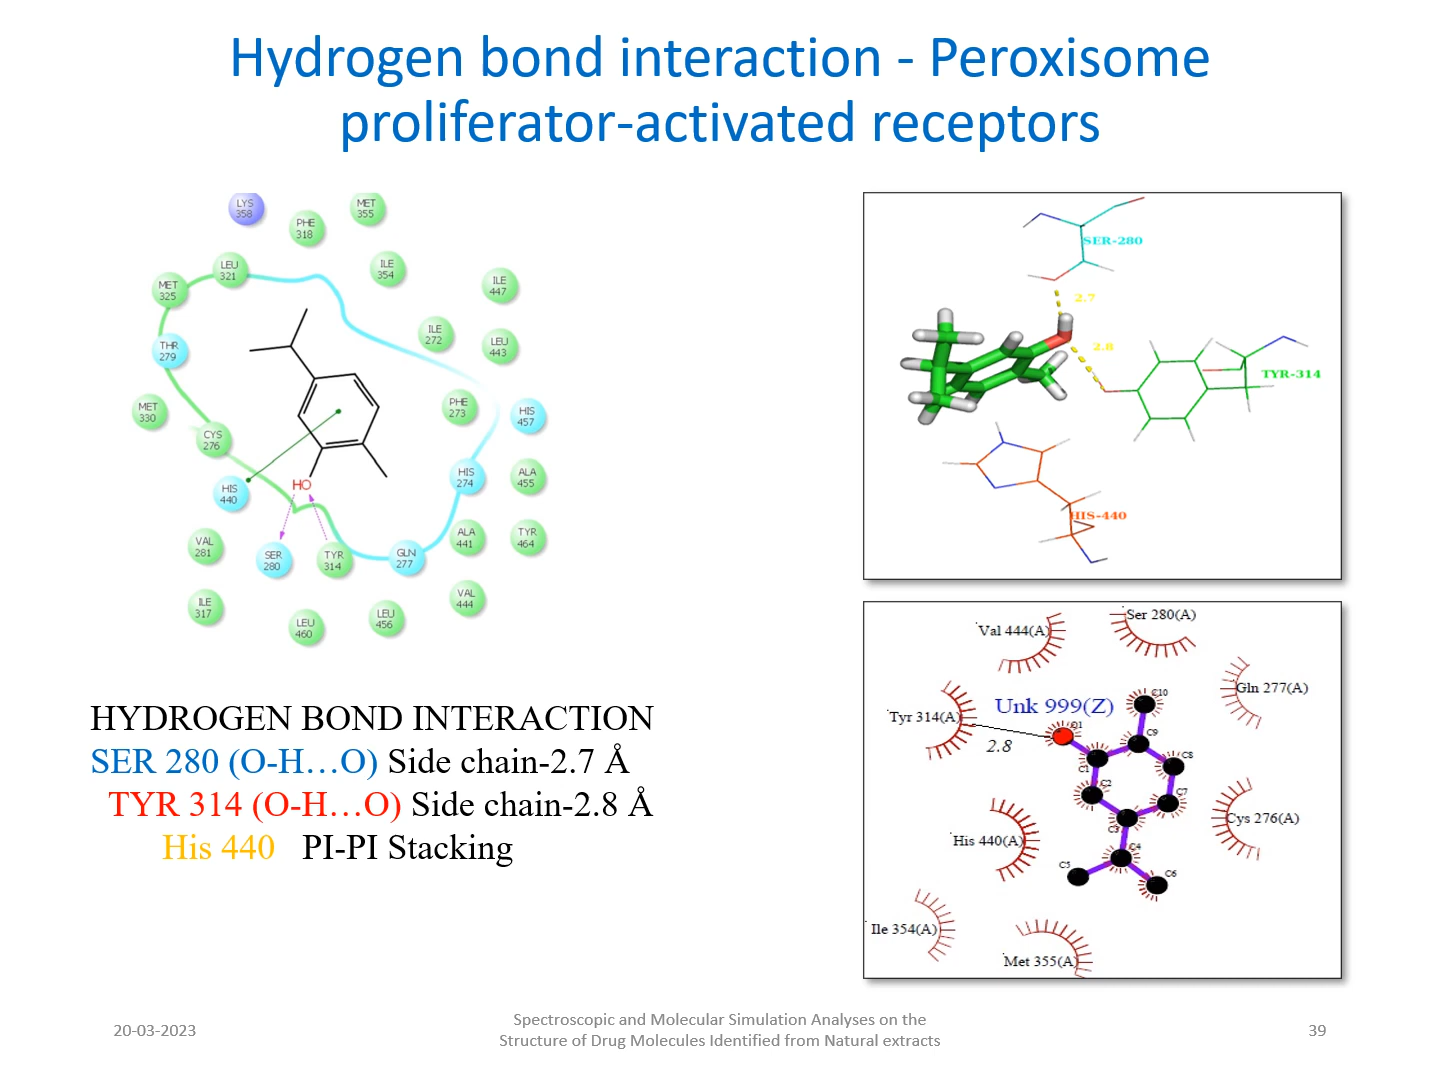 Hydrogen bond interaction - Peroxisome
proliferator-activated receptors
LYS
358
MET
355
PHE
318
LEU
321
ILE
354
MET
325
ILE
447
ILE
272
LEU
443
THR
279
MET
330
PHE
273
HIS
457
CYS
276
HIS
440
HO
HIS
274
ALA
455
VAL
281
SER
280
TYR
314
GLN
277
ALA
441
TYR
464
ILE
317
LEU
460
LEU
456
VAL
444
HYDROGEN BOND INTERACTION
SER 280 (O-H…O) Side chain-2.7 Å
TYR 314 (O-H…O) Side chain-2.8 Å
His 440 PI-PI Stacking
SER-280
2.7
2.8
TYR-314
HIS-440
Ser 280(A)
Val 444(A)
Gln 277(A)
C10
Unk 999(Z)
Tyr 314(A)
O1
2.8
C9
C8
C1
C2
C7
C3
Cys 276(A)
His 440(A)
C4
C5
C6
Ile 354(A)
Met 355(A)
20-03-2023
Spectroscopic and Molecular Simulation Analyses on the
Structure of Drug Molecules Identified from Natural extracts
39